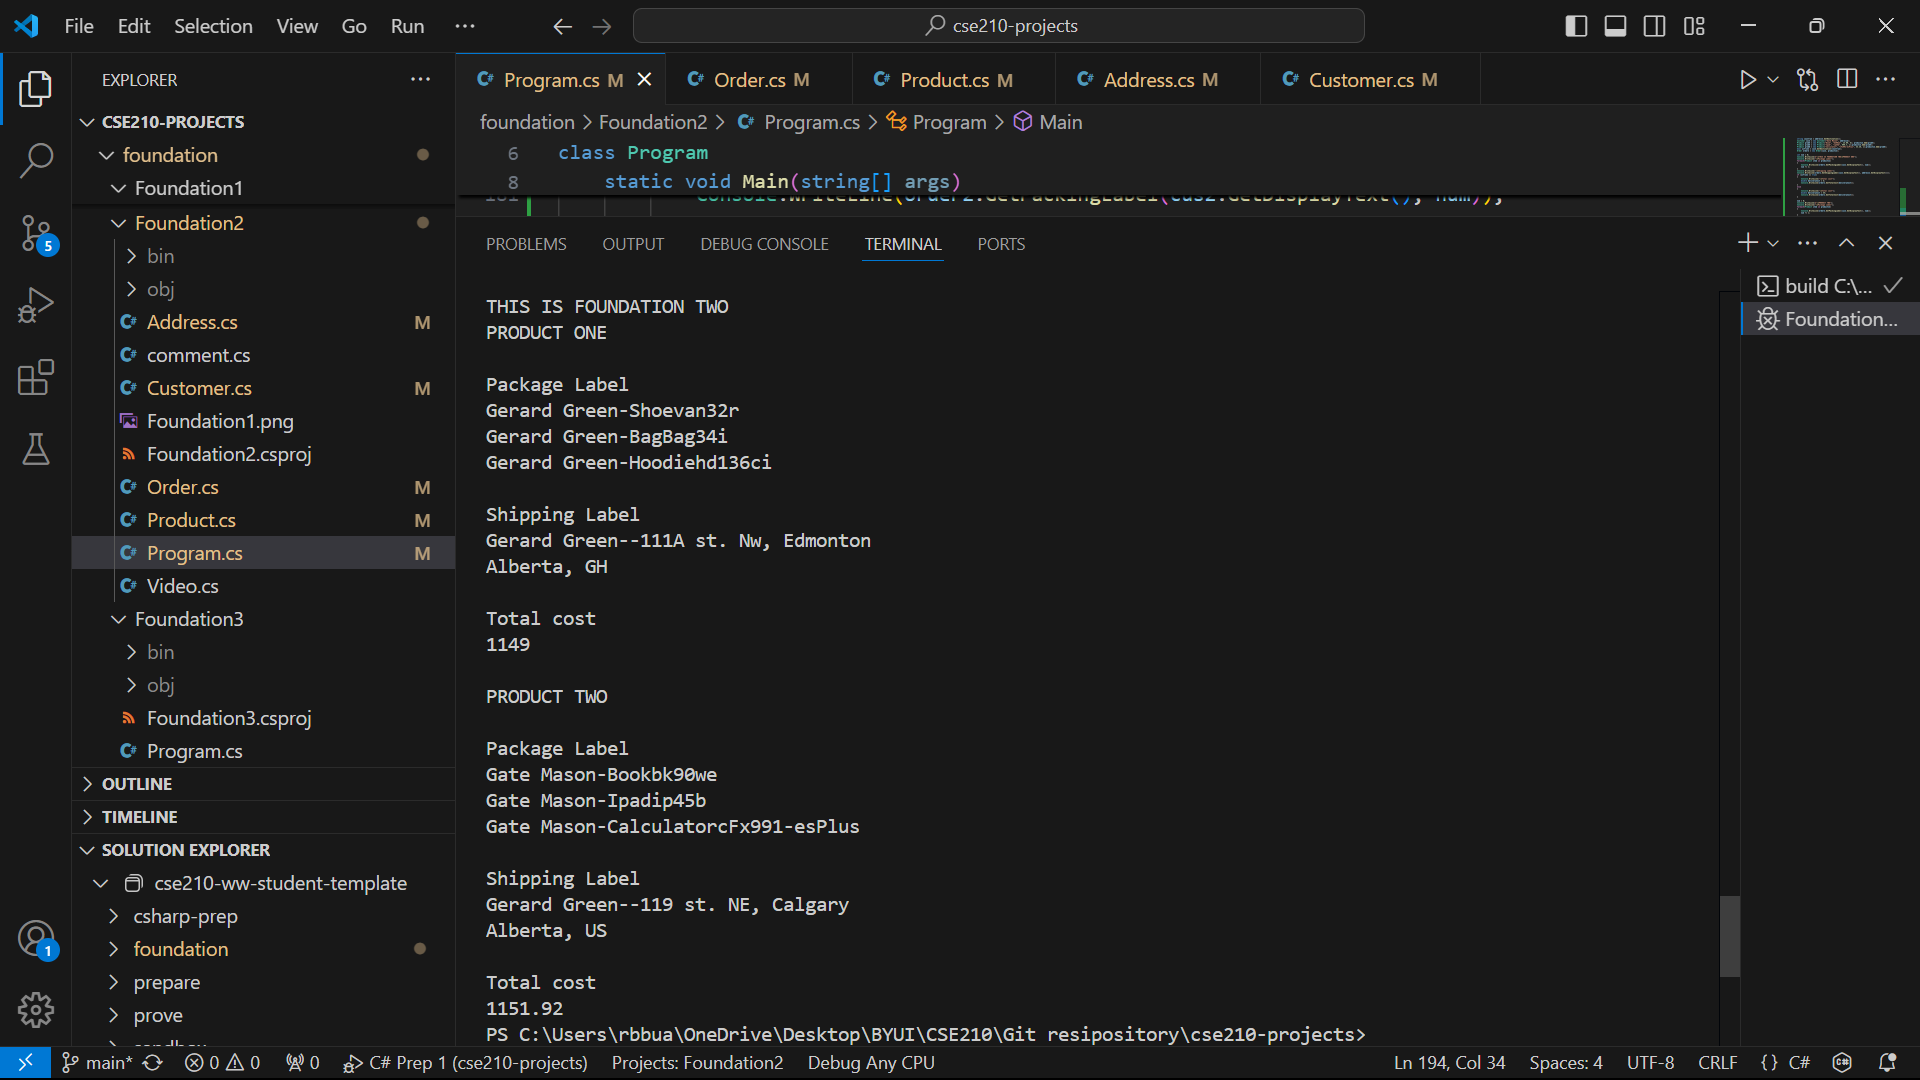 File Edit Selection View Go Run ··· cse210-projects
EXPLORER ···
CSE210-PROJECTS
foundation
Foundation1
Foundation2
bin
obj
Address.cs M
comment.cs
Customer.cs M
Foundation1.png
Foundation2.csproj
Order.cs M
Product.cs M
Program.cs M
Video.cs
Foundation3
bin
obj
Foundation3.csproj
Program.cs
OUTLINE
TIMELINE
SOLUTION EXPLORER
cse210-ww-student-template
csharp-prep
foundation
prepare
prove
5
1
Program.cs M Order.cs M Product.cs M Address.cs M Customer.cs M
foundation > Foundation2 > Program.cs > Program > Main
6 class Program
8 static void Main(string[] args)
PROBLEMS OUTPUT DEBUG CONSOLE TERMINAL PORTS
build C:\...
Foundation...
THIS IS FOUNDATION TWO
PRODUCT ONE
Package Label
Gerard Green-Shoevan32r
Gerard Green-BagBag34i
Gerard Green-Hoodiehd136ci
Shipping Label
Gerard Green--111A st. Nw, Edmonton
Alberta, GH
Total cost
1149
PRODUCT TWO
Package Label
Gate Mason-Bookbk90we
Gate Mason-Ipadip45b
Gate Mason-CalculatorcFx991-esPlus
Shipping Label
Gerard Green--119 st. NE, Calgary
Alberta, US
Total cost
1151.92
PS C:\Users\rbbua\OneDrive\Desktop\BYUI\CSE210\Git resipository\cse210-projects>
main* 0 0 0 C# Prep 1 (cse210-projects) Projects: Foundation2 Debug Any CPU Ln 194, Col 34 Spaces: 4 UTF-8 CRLF {} C#